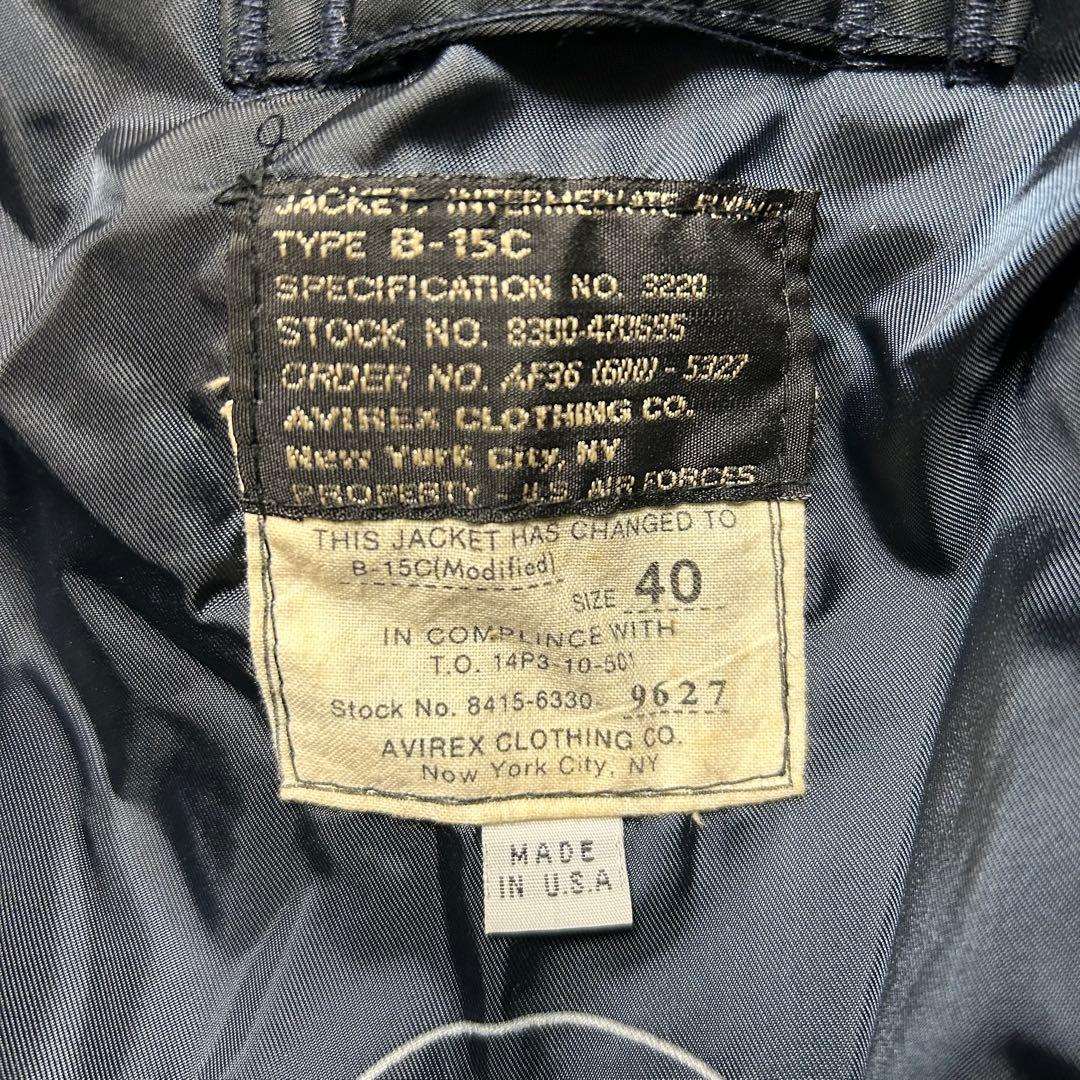 JACKET, INTERMEDIATE FLYING
TYPE B-15C
SPECIFICATION NO. 3220
STOCK NO. 8300-470695
ORDER NO. AF36 (600) - 5327
AVIREX CLOTHING CO.
New York City, NY
PROPERTY - U.S. AIR FORCES
THIS JACKET HAS CHANGED TO
B-15C(Modified)
SIZE 40
IN COMPLINCE WITH
T.O. 14P3-10-501
Stock No. 8415-6330 9627
AVIREX CLOTHING CO.
New York City, NY
MADE
IN U.S.A